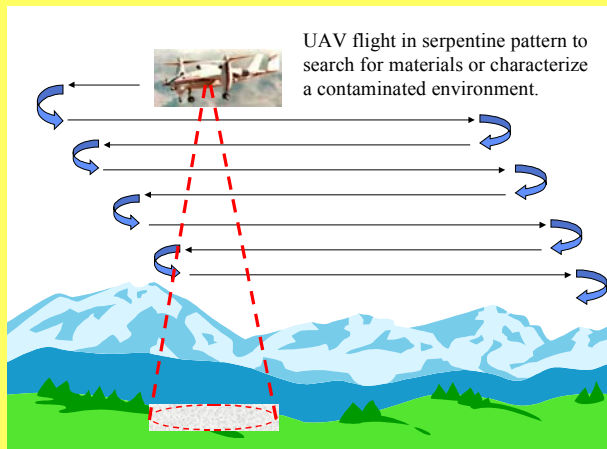 UAV flight in serpentine pattern to
search for materials or characterize
a contaminated environment.